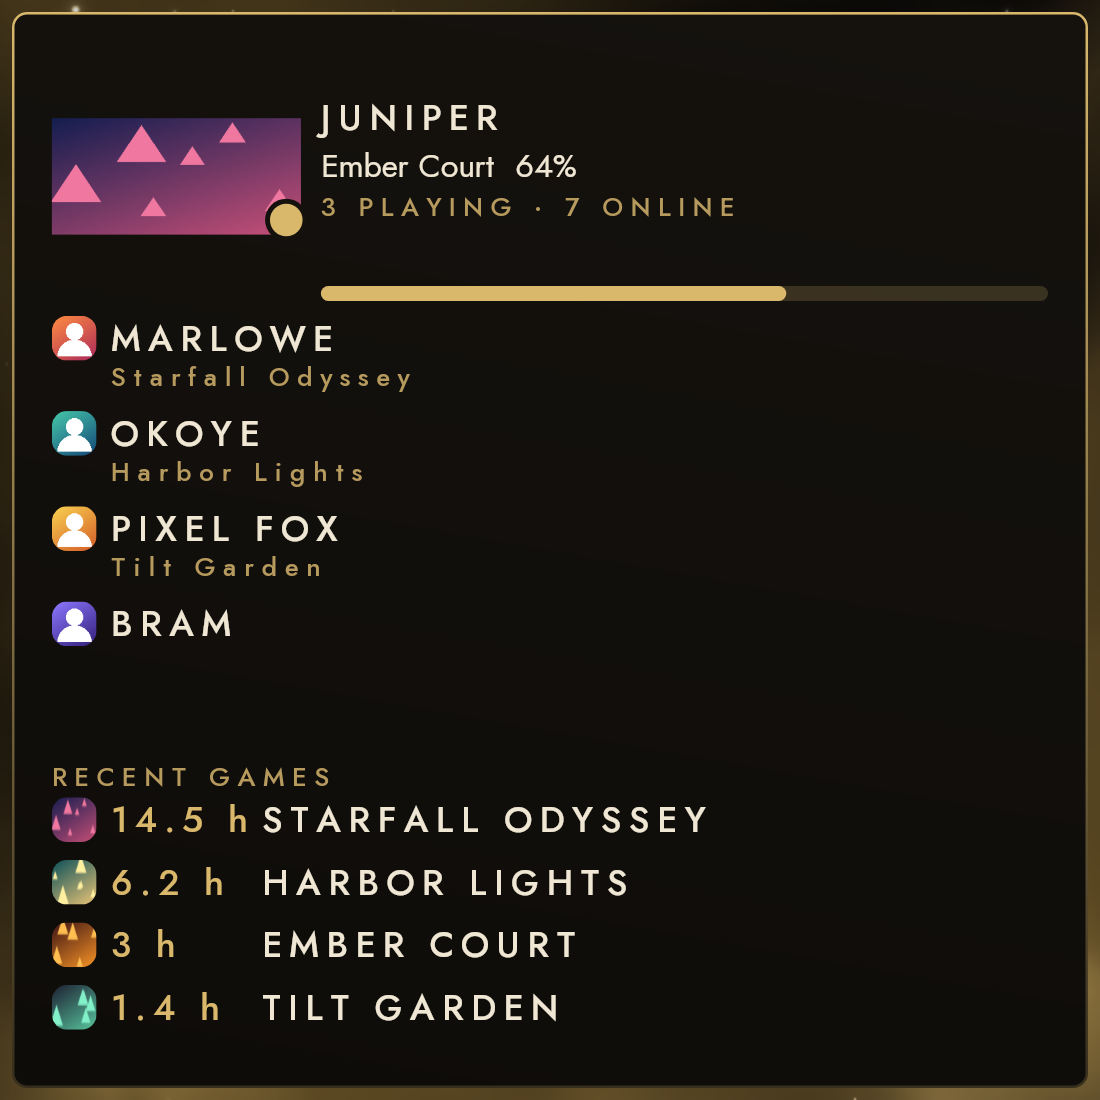 JUNIPER
Ember Court 64%
3 PLAYING · 7 ONLINE
MARLOWE
Starfall Odyssey
OKOYE
Harbor Lights
PIXEL FOX
Tilt Garden
BRAM
RECENT GAMES
14.5 h STARFALL ODYSSEY
6.2 h HARBOR LIGHTS
3 h EMBER COURT
1.4 h TILT GARDEN